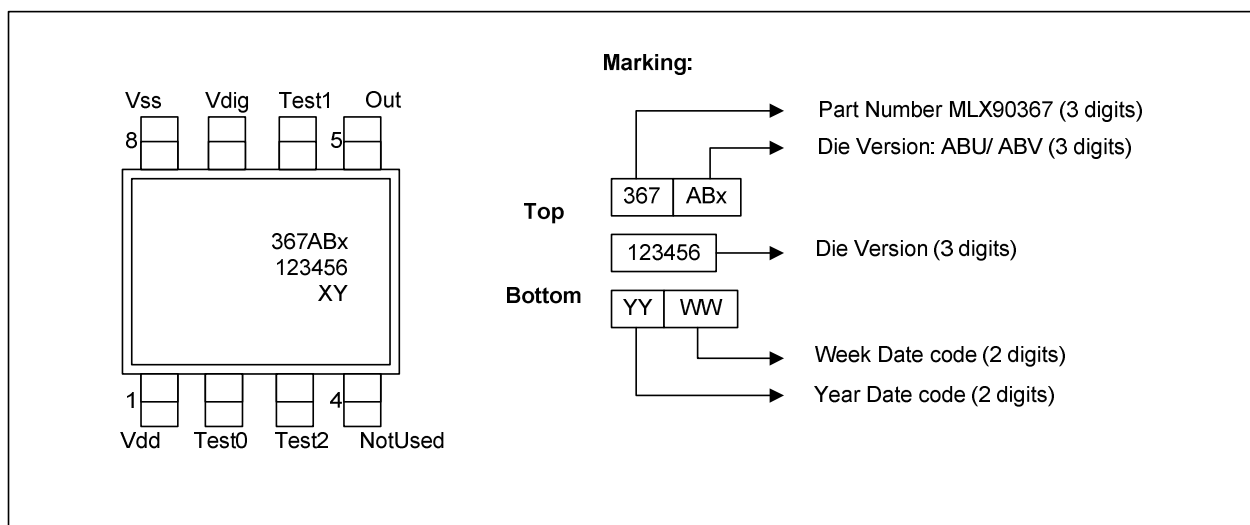 Marking:
Vss Vdig Test1 Out
8 5
367ABx
123456
XY
1 4
Vdd Test0 Test2 NotUsed
Part Number MLX90367 (3 digits)
Die Version: ABU/ ABV (3 digits)
367 ABx
Top
123456 Die Version (3 digits)
Bottom
YY WW
Week Date code (2 digits)
Year Date code (2 digits)